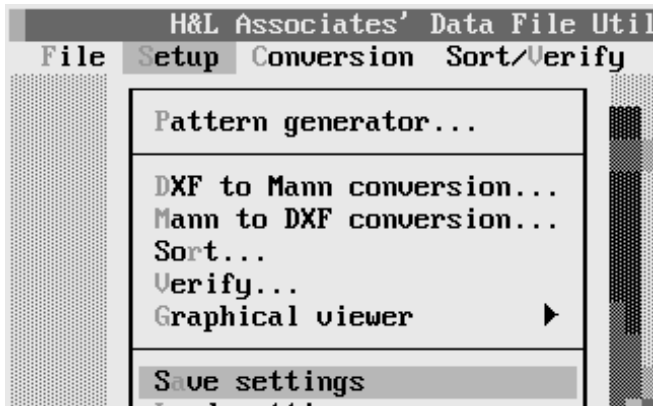 H&L Associates' Data File Util
File Setup Conversion Sort/Verify
Pattern generator...
DXF to Mann conversion...
Mann to DXF conversion...
Sort...
Verify...
Graphical viewer
Save settings